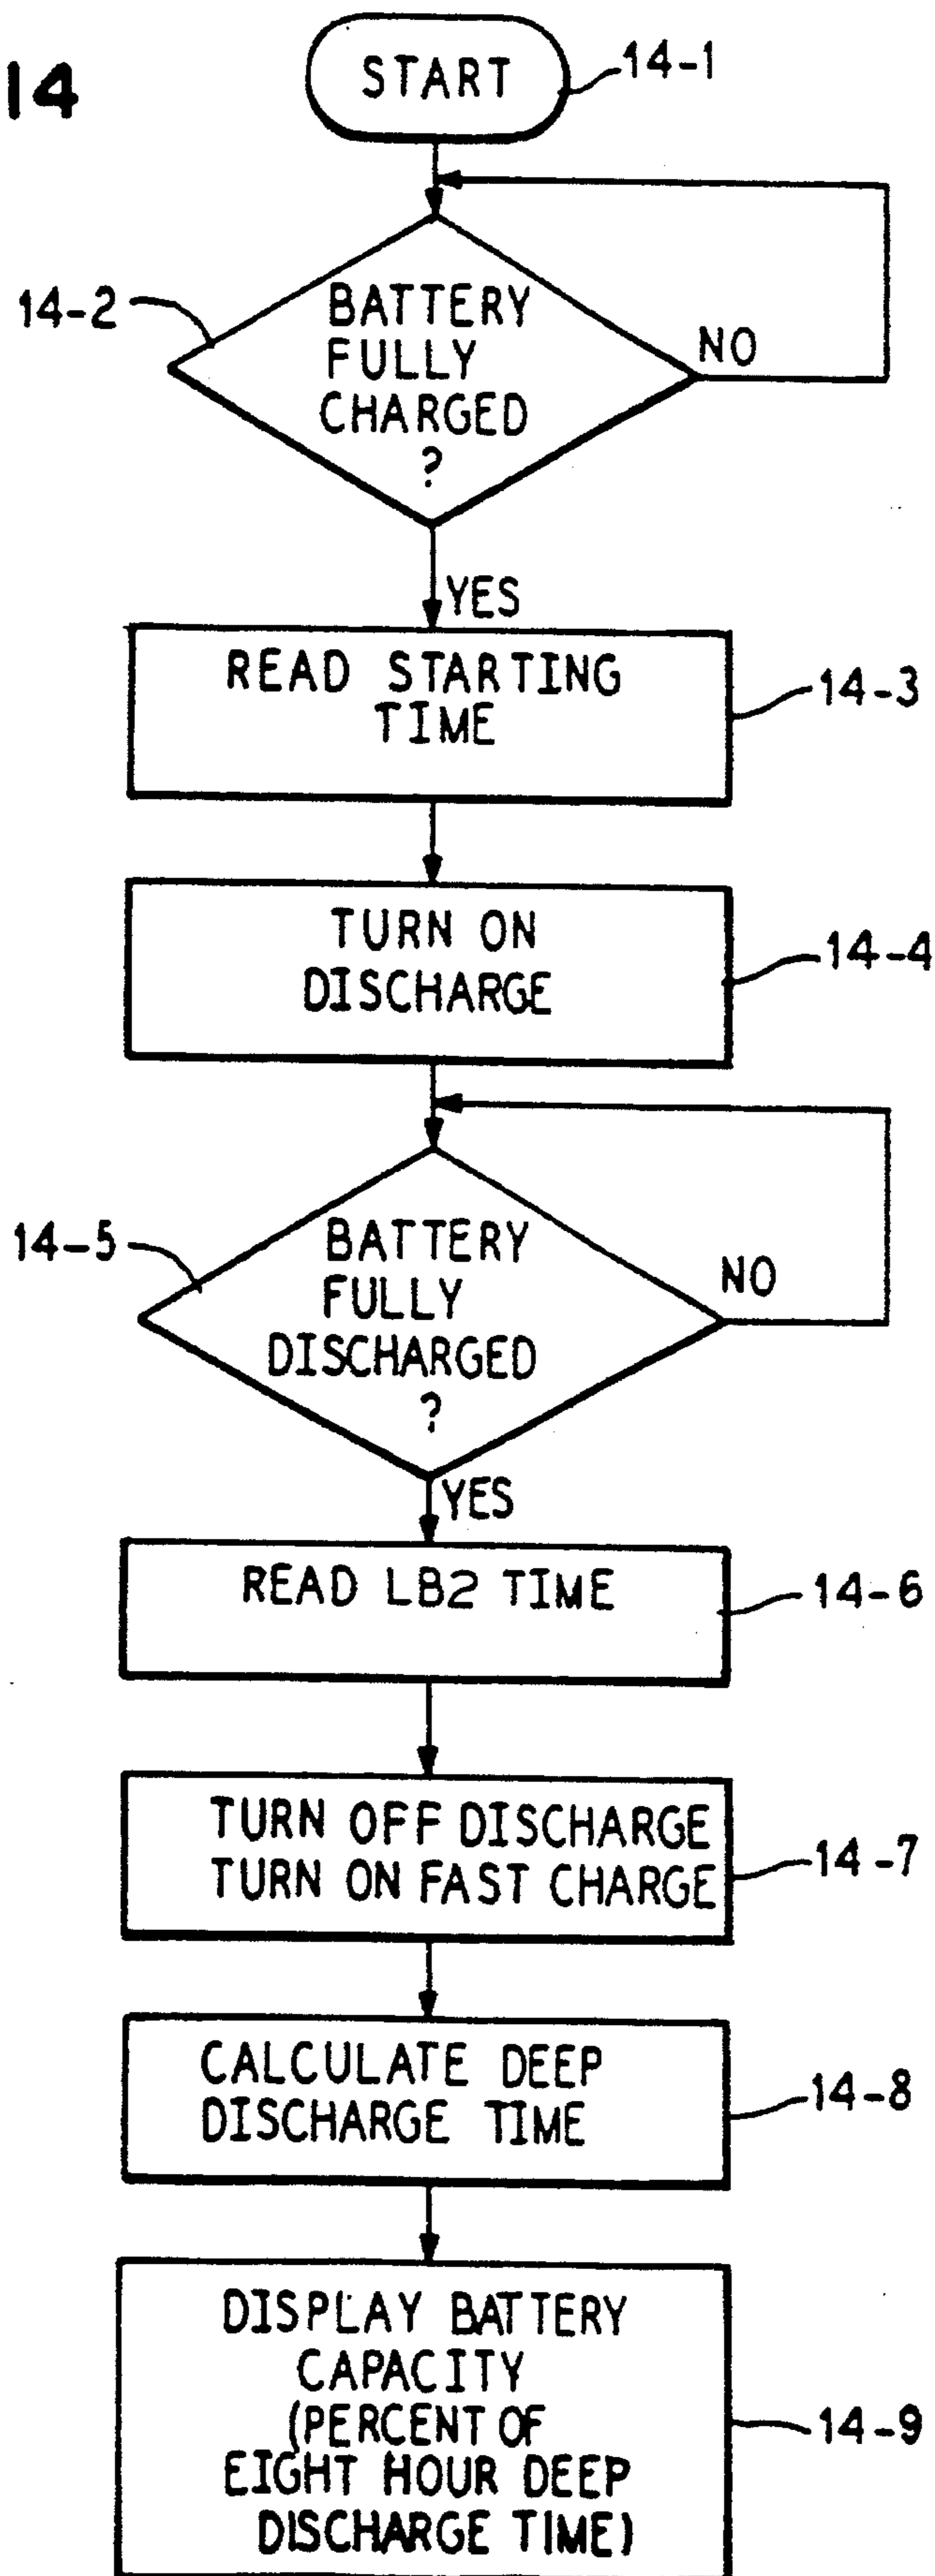 14
START
14-1
14-2
BATTERY
FULLY
CHARGED
?
NO
YES
READ STARTING
TIME
14-3
TURN ON
DISCHARGE
14-4
14-5
BATTERY
FULLY
DISCHARGED
?
NO
YES
READ LB2 TIME
14-6
TURN OFF DISCHARGE
TURN ON FAST CHARGE
14-7
CALCULATE DEEP
DISCHARGE TIME
14-8
DISPLAY BATTERY
CAPACITY
(PERCENT OF
EIGHT HOUR DEEP
DISCHARGE TIME)
14-9